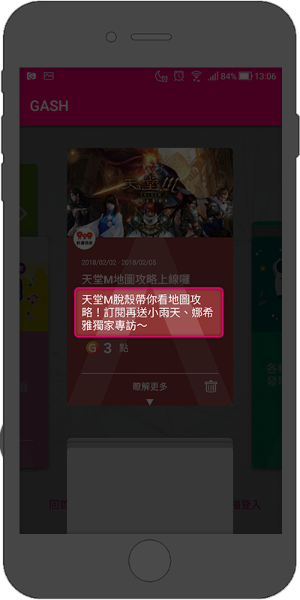 84% 13:06
GASH
天堂M
2018/02/02 - 2018/02/05
天堂M地圖攻略上線囉
天堂M脫殼帶你看地圖攻
略！訂閱再送小雨天、娜希
雅獨家專訪～
G 3 點
瞭解更多
登入